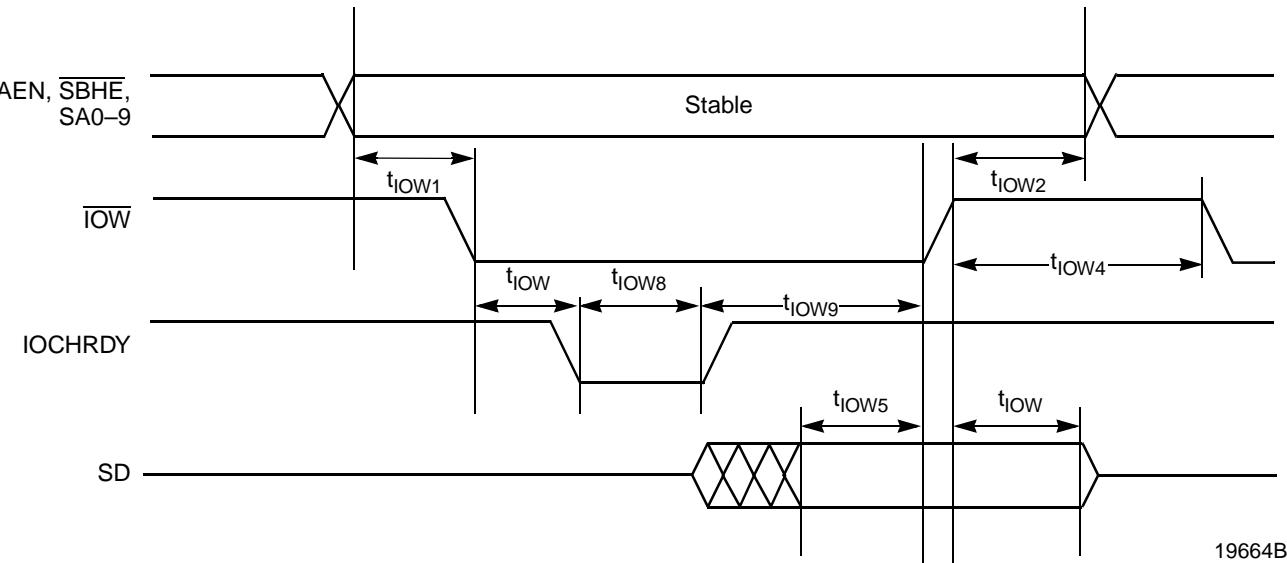 AEN, SBHE,
SA0–9
Stable
tIOW1
tIOW2
IOW
tIOW4
tIOW
tIOW8
tIOW9
IOCHRDY
tIOW5
tIOW
SD
19664B